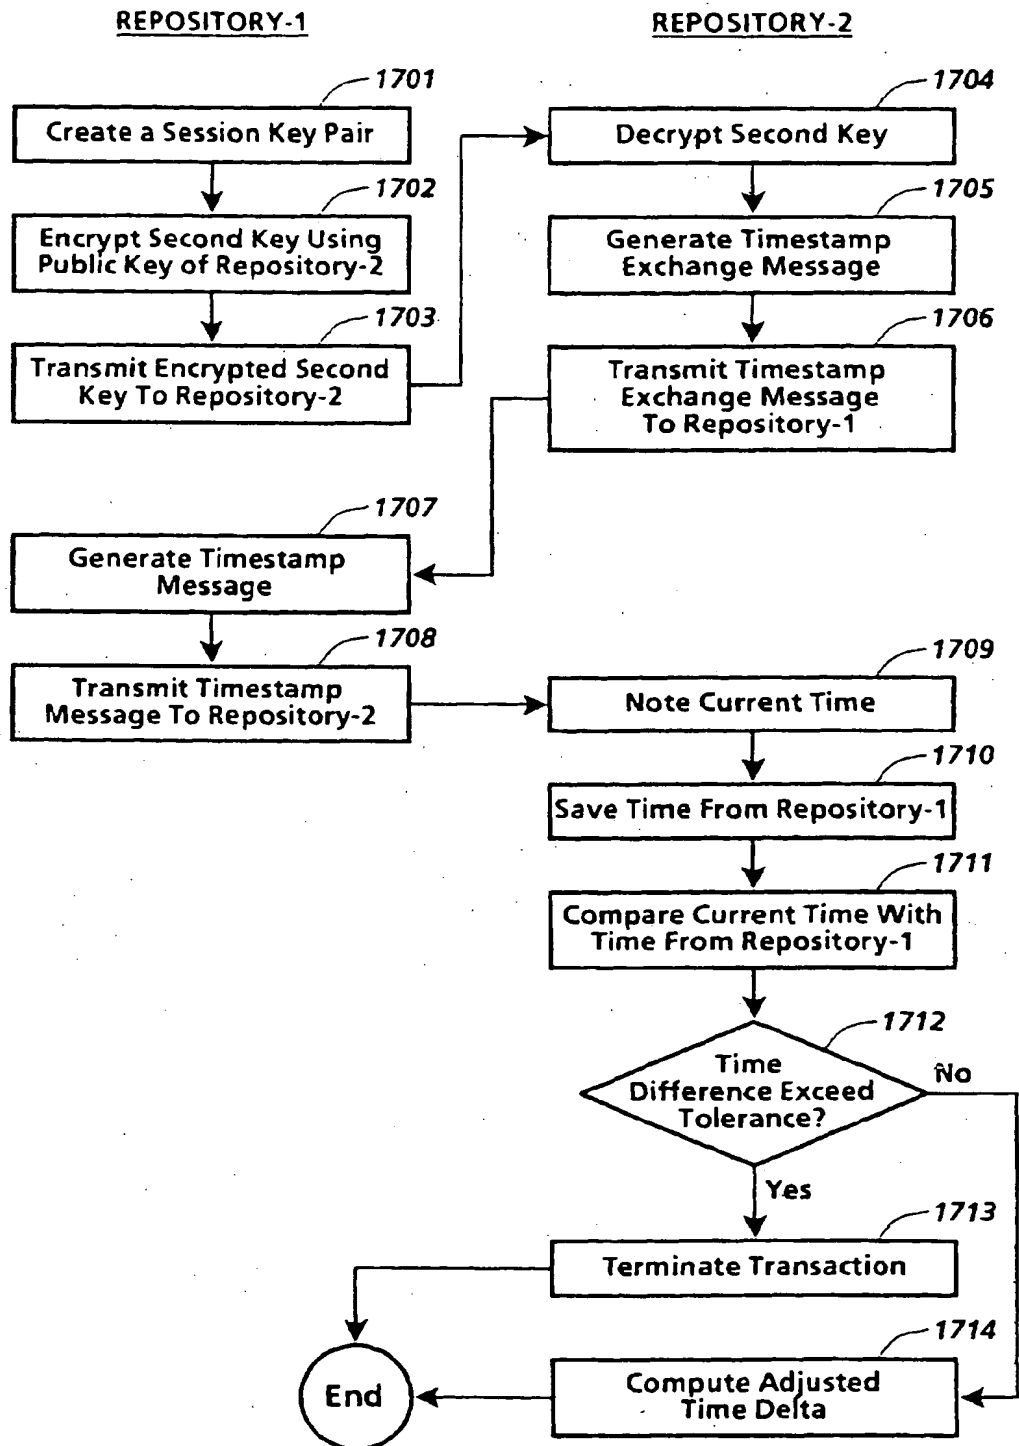 REPOSITORY-1
REPOSITORY-2
1701
Create a Session Key Pair
1702
Encrypt Second Key Using
Public Key of Repository-2
1703
Transmit Encrypted Second
Key To Repository-2
1704
Decrypt Second Key
1705
Generate Timestamp
Exchange Message
1706
Transmit Timestamp
Exchange Message
To Repository-1
1707
Generate Timestamp
Message
1708
Transmit Timestamp
Message To Repository-2
1709
Note Current Time
1710
Save Time From Repository-1
1711
Compare Current Time With
Time From Repository-1
1712
Time
Difference Exceed
Tolerance?
No
Yes
1713
Terminate Transaction
1714
Compute Adjusted
Time Delta
End